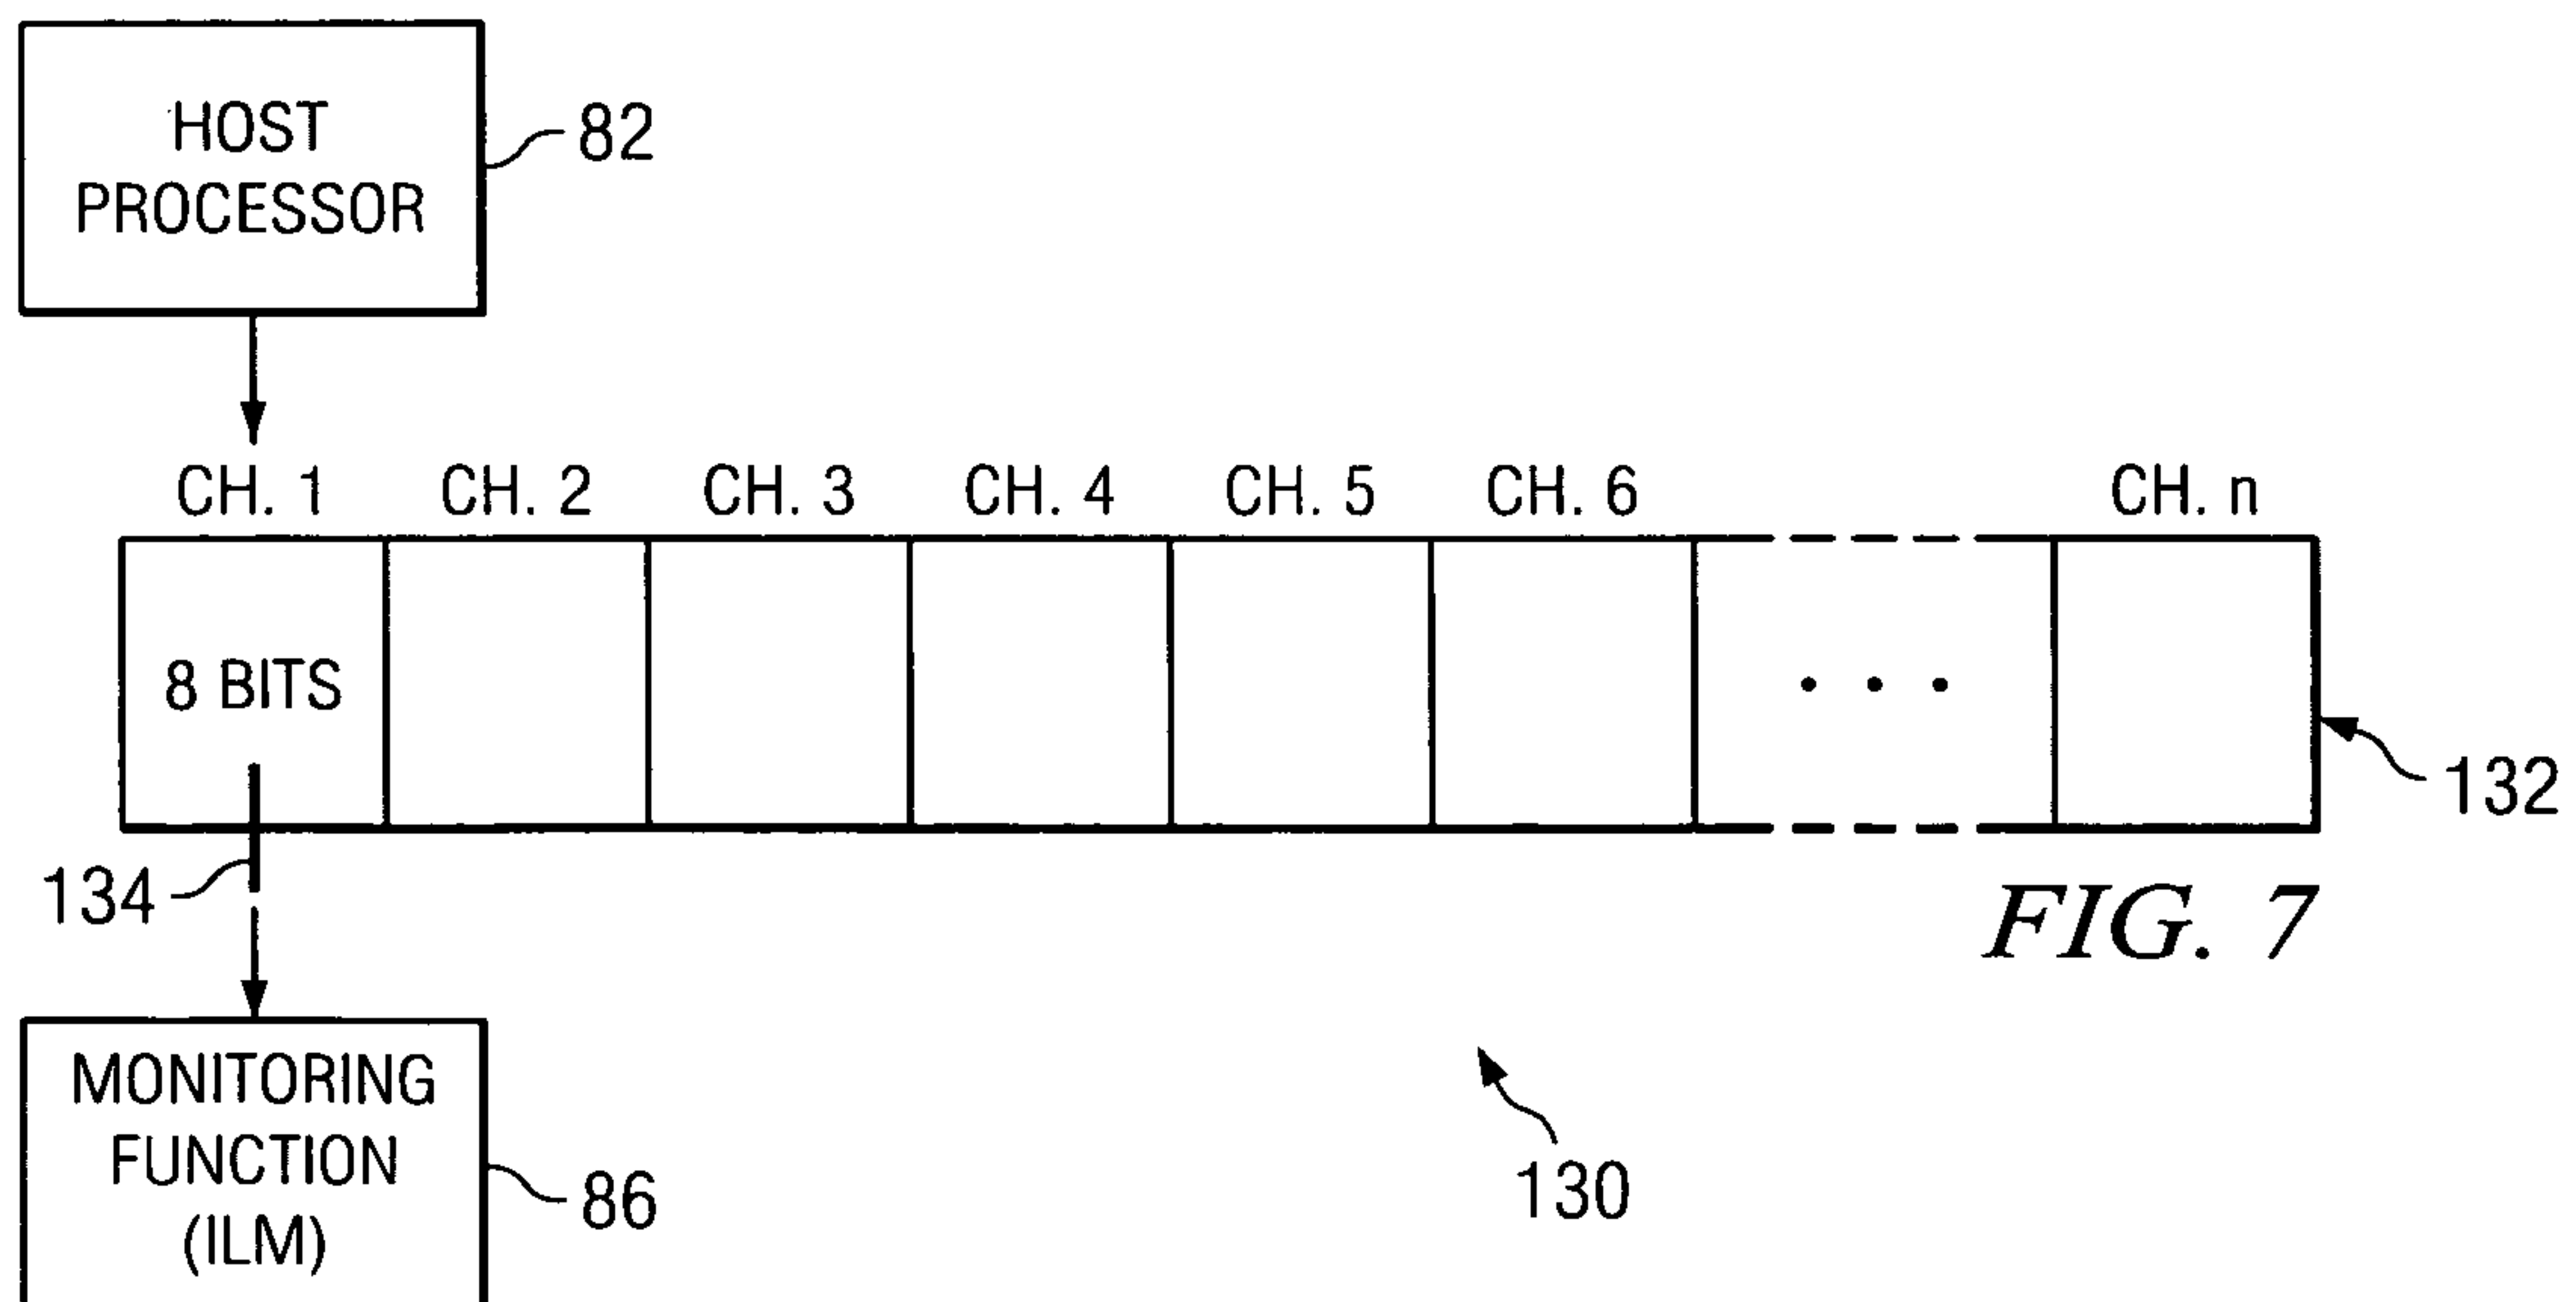 HOST
PROCESSOR
82
CH. 1 CH. 2 CH. 3 CH. 4 CH. 5 CH. 6 CH. n
8 BITS
• • •
132
134
FIG. 7
MONITORING
FUNCTION
(ILM)
86
130